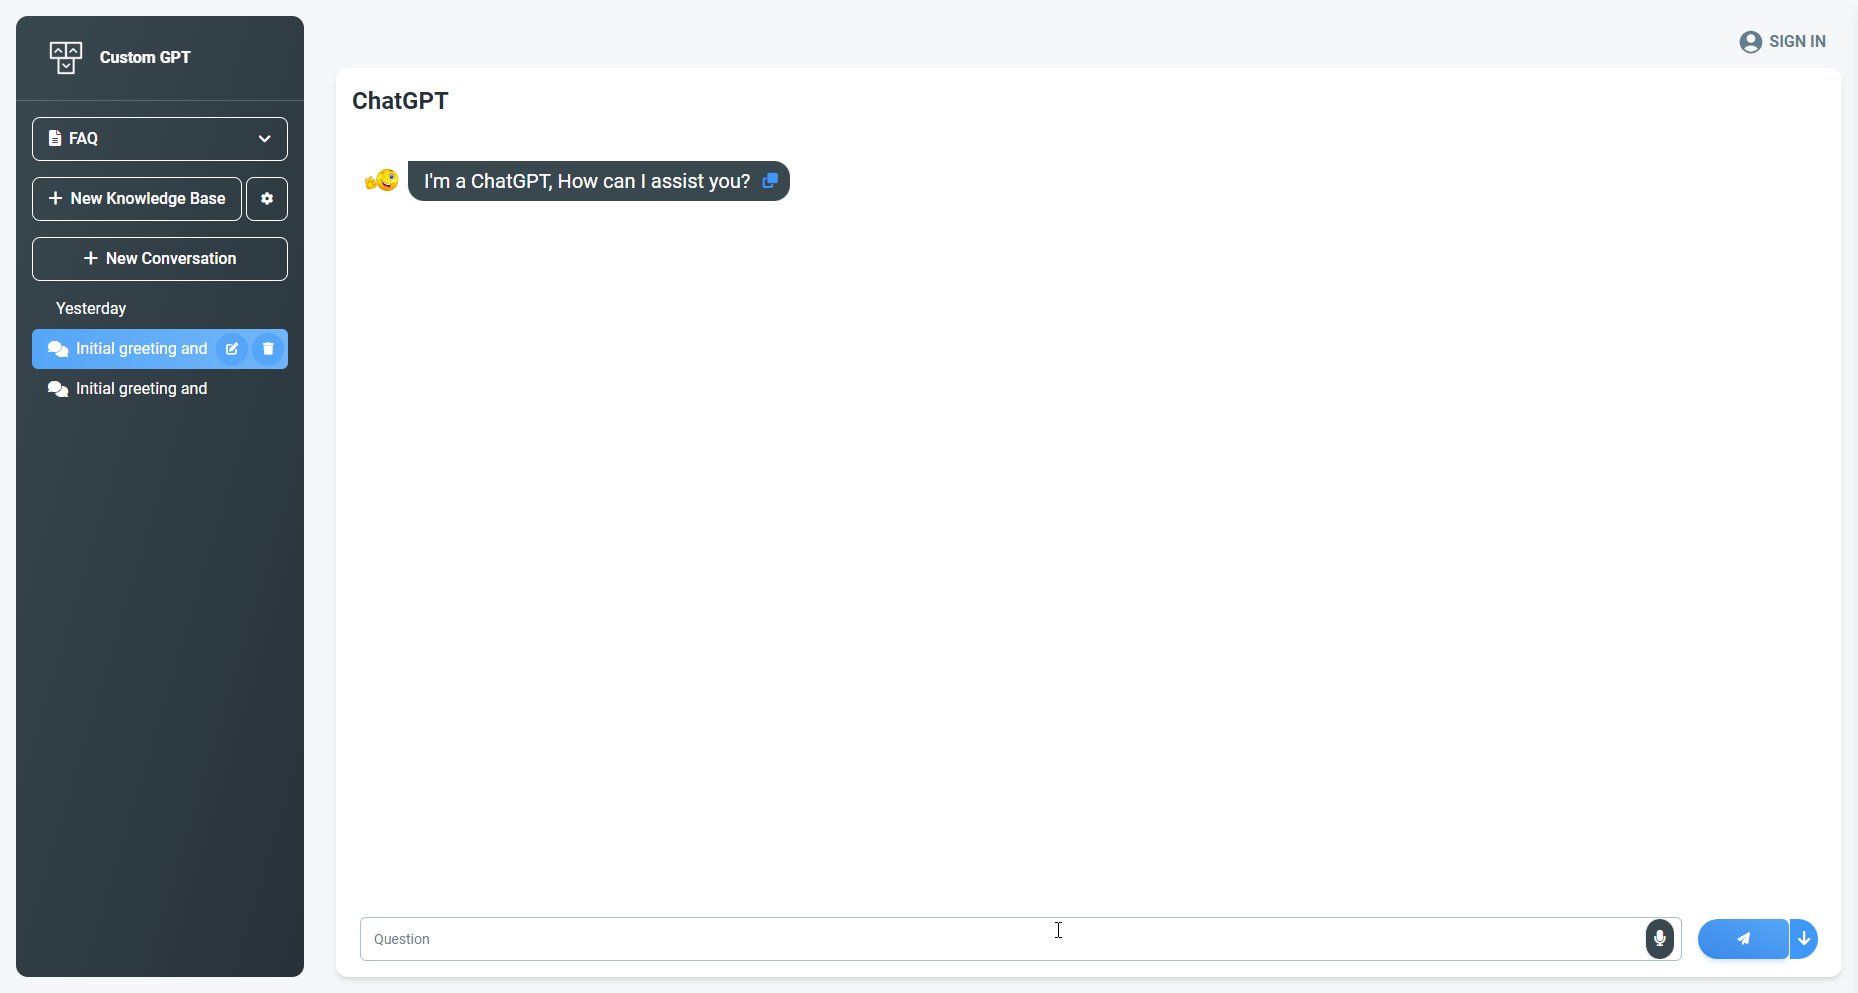 Custom GPT
FAQ
New Knowledge Base
New Conversation
Yesterday
Initial greeting and
Initial greeting and
SIGN IN
ChatGPT
I'm a ChatGPT, How can I assist you?
Question